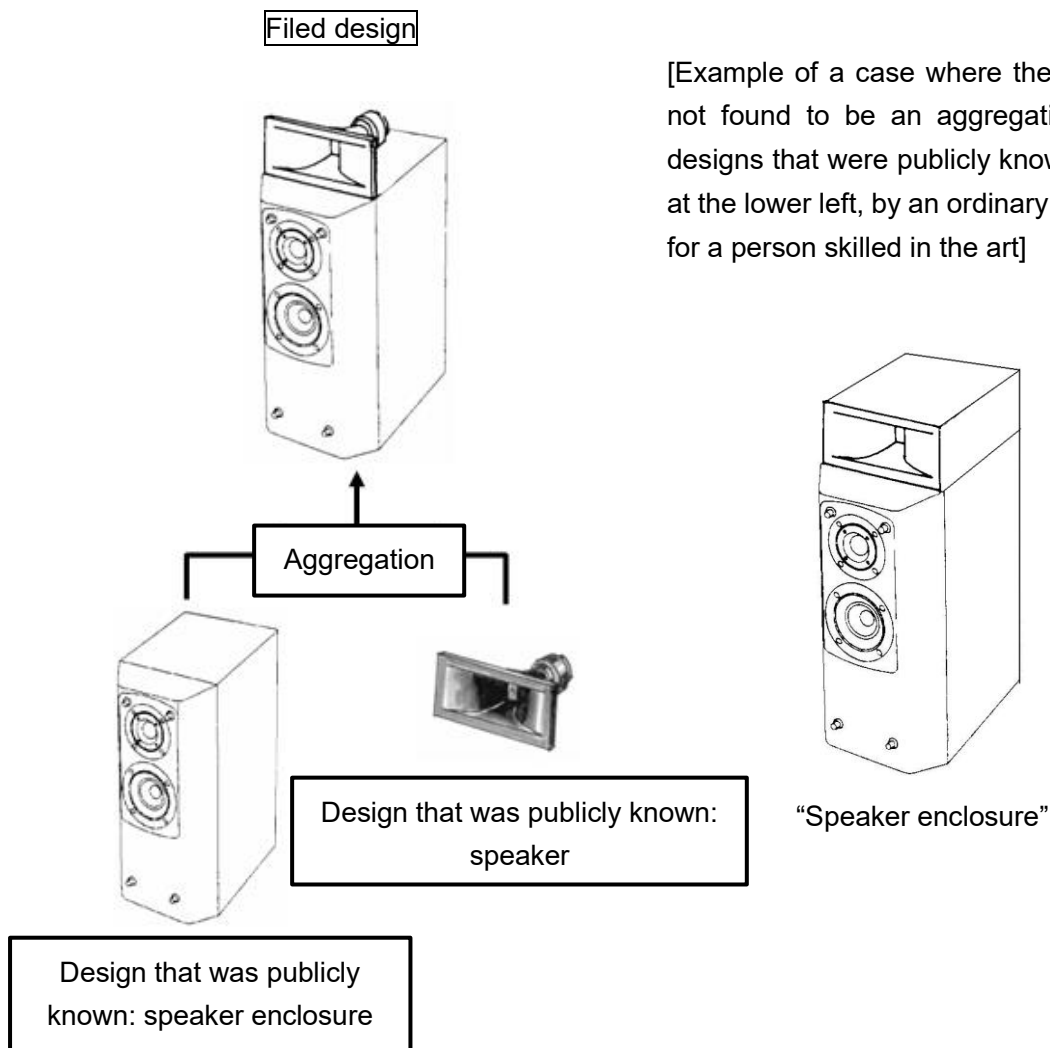 Filed design
[Example of a case where the
not found to be an aggregati
designs that were publicly know
at the lower left, by an ordinary
for a person skilled in the art]
Aggregation
Design that was publicly known:
speaker
“Speaker enclosure”
Design that was publicly
known: speaker enclosure